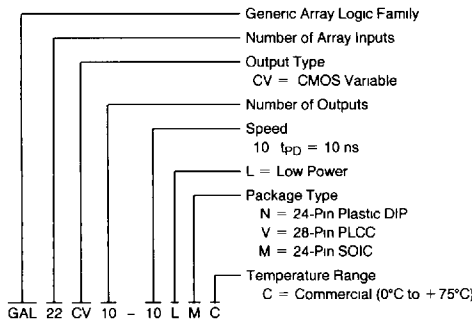 Generic Array Logic Family
Number of Array Inputs
Output Type
CV = CMOS Variable
Number of Outputs
Speed
10 tPD = 10 ns
L = Low Power
Package Type
N = 24-Pin Plastic DIP
V = 28-Pin PLCC
M = 24-Pin SOIC
Temperature Range
C = Commercial (0°C to +75°C)
GAL 22 CV 10 - 10 L M C